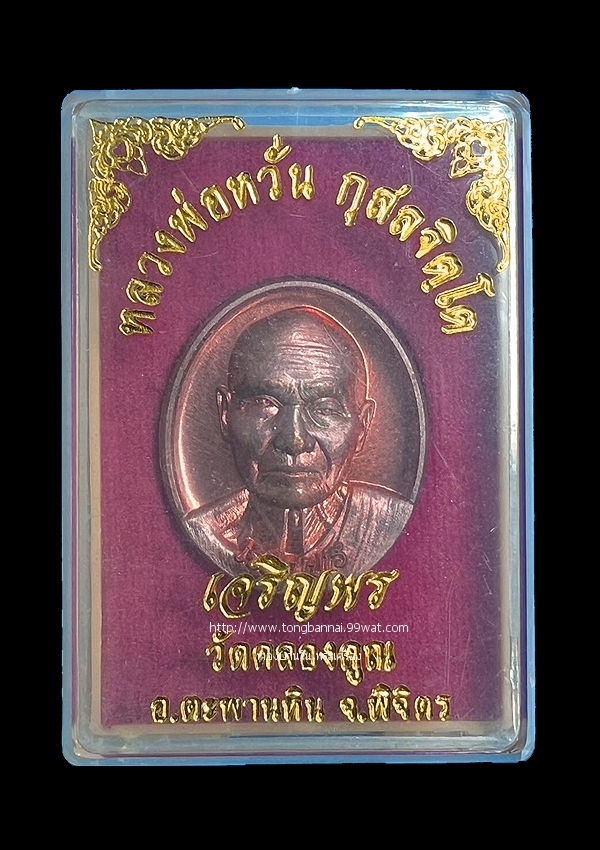 หลวงพ่อหวั่น กุสลจิตฺโต
เจริญพร
http://www.tongbannai.99wat.com
วัดคลองคูณ
อ.ตะพานหิน จ.พิจิตร